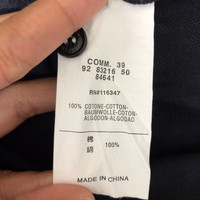 COMM. 39
92 83216 50
84641
RN#116347
100% COTONE-COTTON-
BAUMWOLLE-COTON-
ALGODON-ALGODAO
棉
綿 100%
MADE IN CHINA